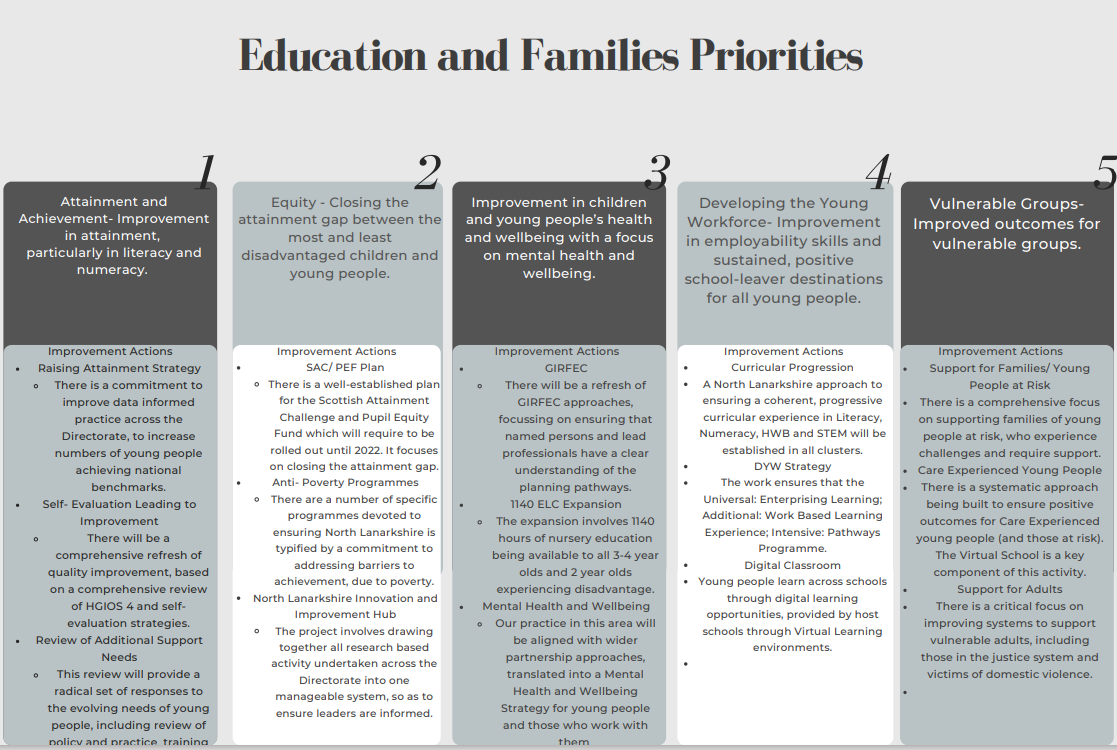 Education and Families Priorities
1
Attainment and
Achievement- Improvement
in attainment,
particularly in literacy and
numeracy.
Improvement Actions
Raising Attainment Strategy
There is a commitment to
improve data informed
practice across the
Directorate, to increase
numbers of young people
achieving national
benchmarks.
Self- Evaluation Leading to
Improvement
There will be a
comprehensive refresh of
quality improvement, based
on a comprehensive review
of HGIOS 4 and self-
evaluation strategies.
Review of Additional Support
Needs
This review will provide a
radical set of responses to
the evolving needs of young
people, including review of
policy and practice, training
2
Equity - Closing the
attainment gap between the
most and least
disadvantaged children and
young people.
Improvement Actions
SAC/ PEF Plan
There is a well-established plan
for the Scottish Attainment
Challenge and Pupil Equity
Fund which will require to be
rolled out until 2022. It focuses
on closing the attainment gap.
Anti- Poverty Programmes
There are a number of specific
programmes devoted to
ensuring North Lanarkshire is
typified by a commitment to
addressing barriers to
achievement, due to poverty.
North Lanarkshire Innovation and
Improvement Hub
The project involves drawing
together all research based
activity undertaken across the
Directorate into one
manageable system, so as to
ensure leaders are informed.
3
Improvement in children
and young people's health
and wellbeing with a focus
on mental health and
wellbeing.
Improvement Actions
GIRFEC
There will be a refresh of
GIRFEC approaches,
focussing on ensuring that
named persons and lead
professionals have a clear
understanding of the
planning pathways.
1140 ELC Expansion
The expansion involves 1140
hours of nursery education
being available to all 3-4 year
olds and 2 year olds
experiencing disadvantage.
Mental Health and Wellbeing
Our practice in this area will
be aligned with wider
partnership approaches,
translated into a Mental
Health and Wellbeing
Strategy for young people
and those who work with
them
4
Developing the Young
Workforce- Improvement
in employability skills and
sustained, positive
school-leaver destinations
for all young people.
Improvement Actions
Curricular Progression
A North Lanarkshire approach to
ensuring a coherent, progressive
curricular experience in Literacy,
Numeracy, HWB and STEM will be
established in all clusters.
DYW Strategy
The work ensures that the
Universal: Enterprising Learning;
Additional: Work Based Learning
Experience; Intensive: Pathways
Programme.
Digital Classroom
Young people learn across schools
through digital learning
opportunities, provided by host
schools through Virtual Learning
environments.
5
Vulnerable Groups-
Improved outcomes for
vulnerable groups.
Improvement Actions
Support for Families/ Young
People at Risk
There is a comprehensive focus
on supporting families of young
people at risk, who experience
challenges and require support.
Care Experienced Young People
There is a systematic approach
being built to ensure positive
outcomes for Care Experienced
young people (and those at risk).
The Virtual School is a key
component of this activity.
Support for Adults
There is a critical focus on
improving systems to support
vulnerable adults, including
those in the justice system and
victims of domestic violence.